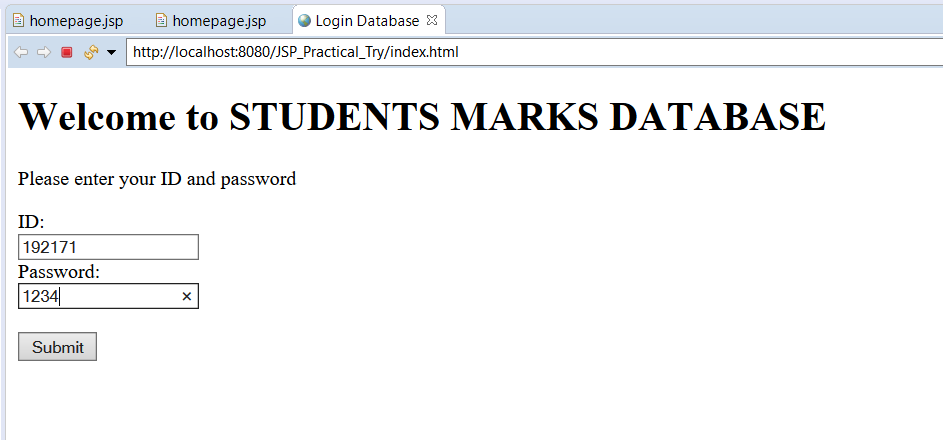 homepage.jsp homepage.jsp Login Database
http://localhost:8080/JSP_Practical_Try/index.html
Welcome to STUDENTS MARKS DATABASE
Please enter your ID and password
ID:
192171
Password:
1234
Submit